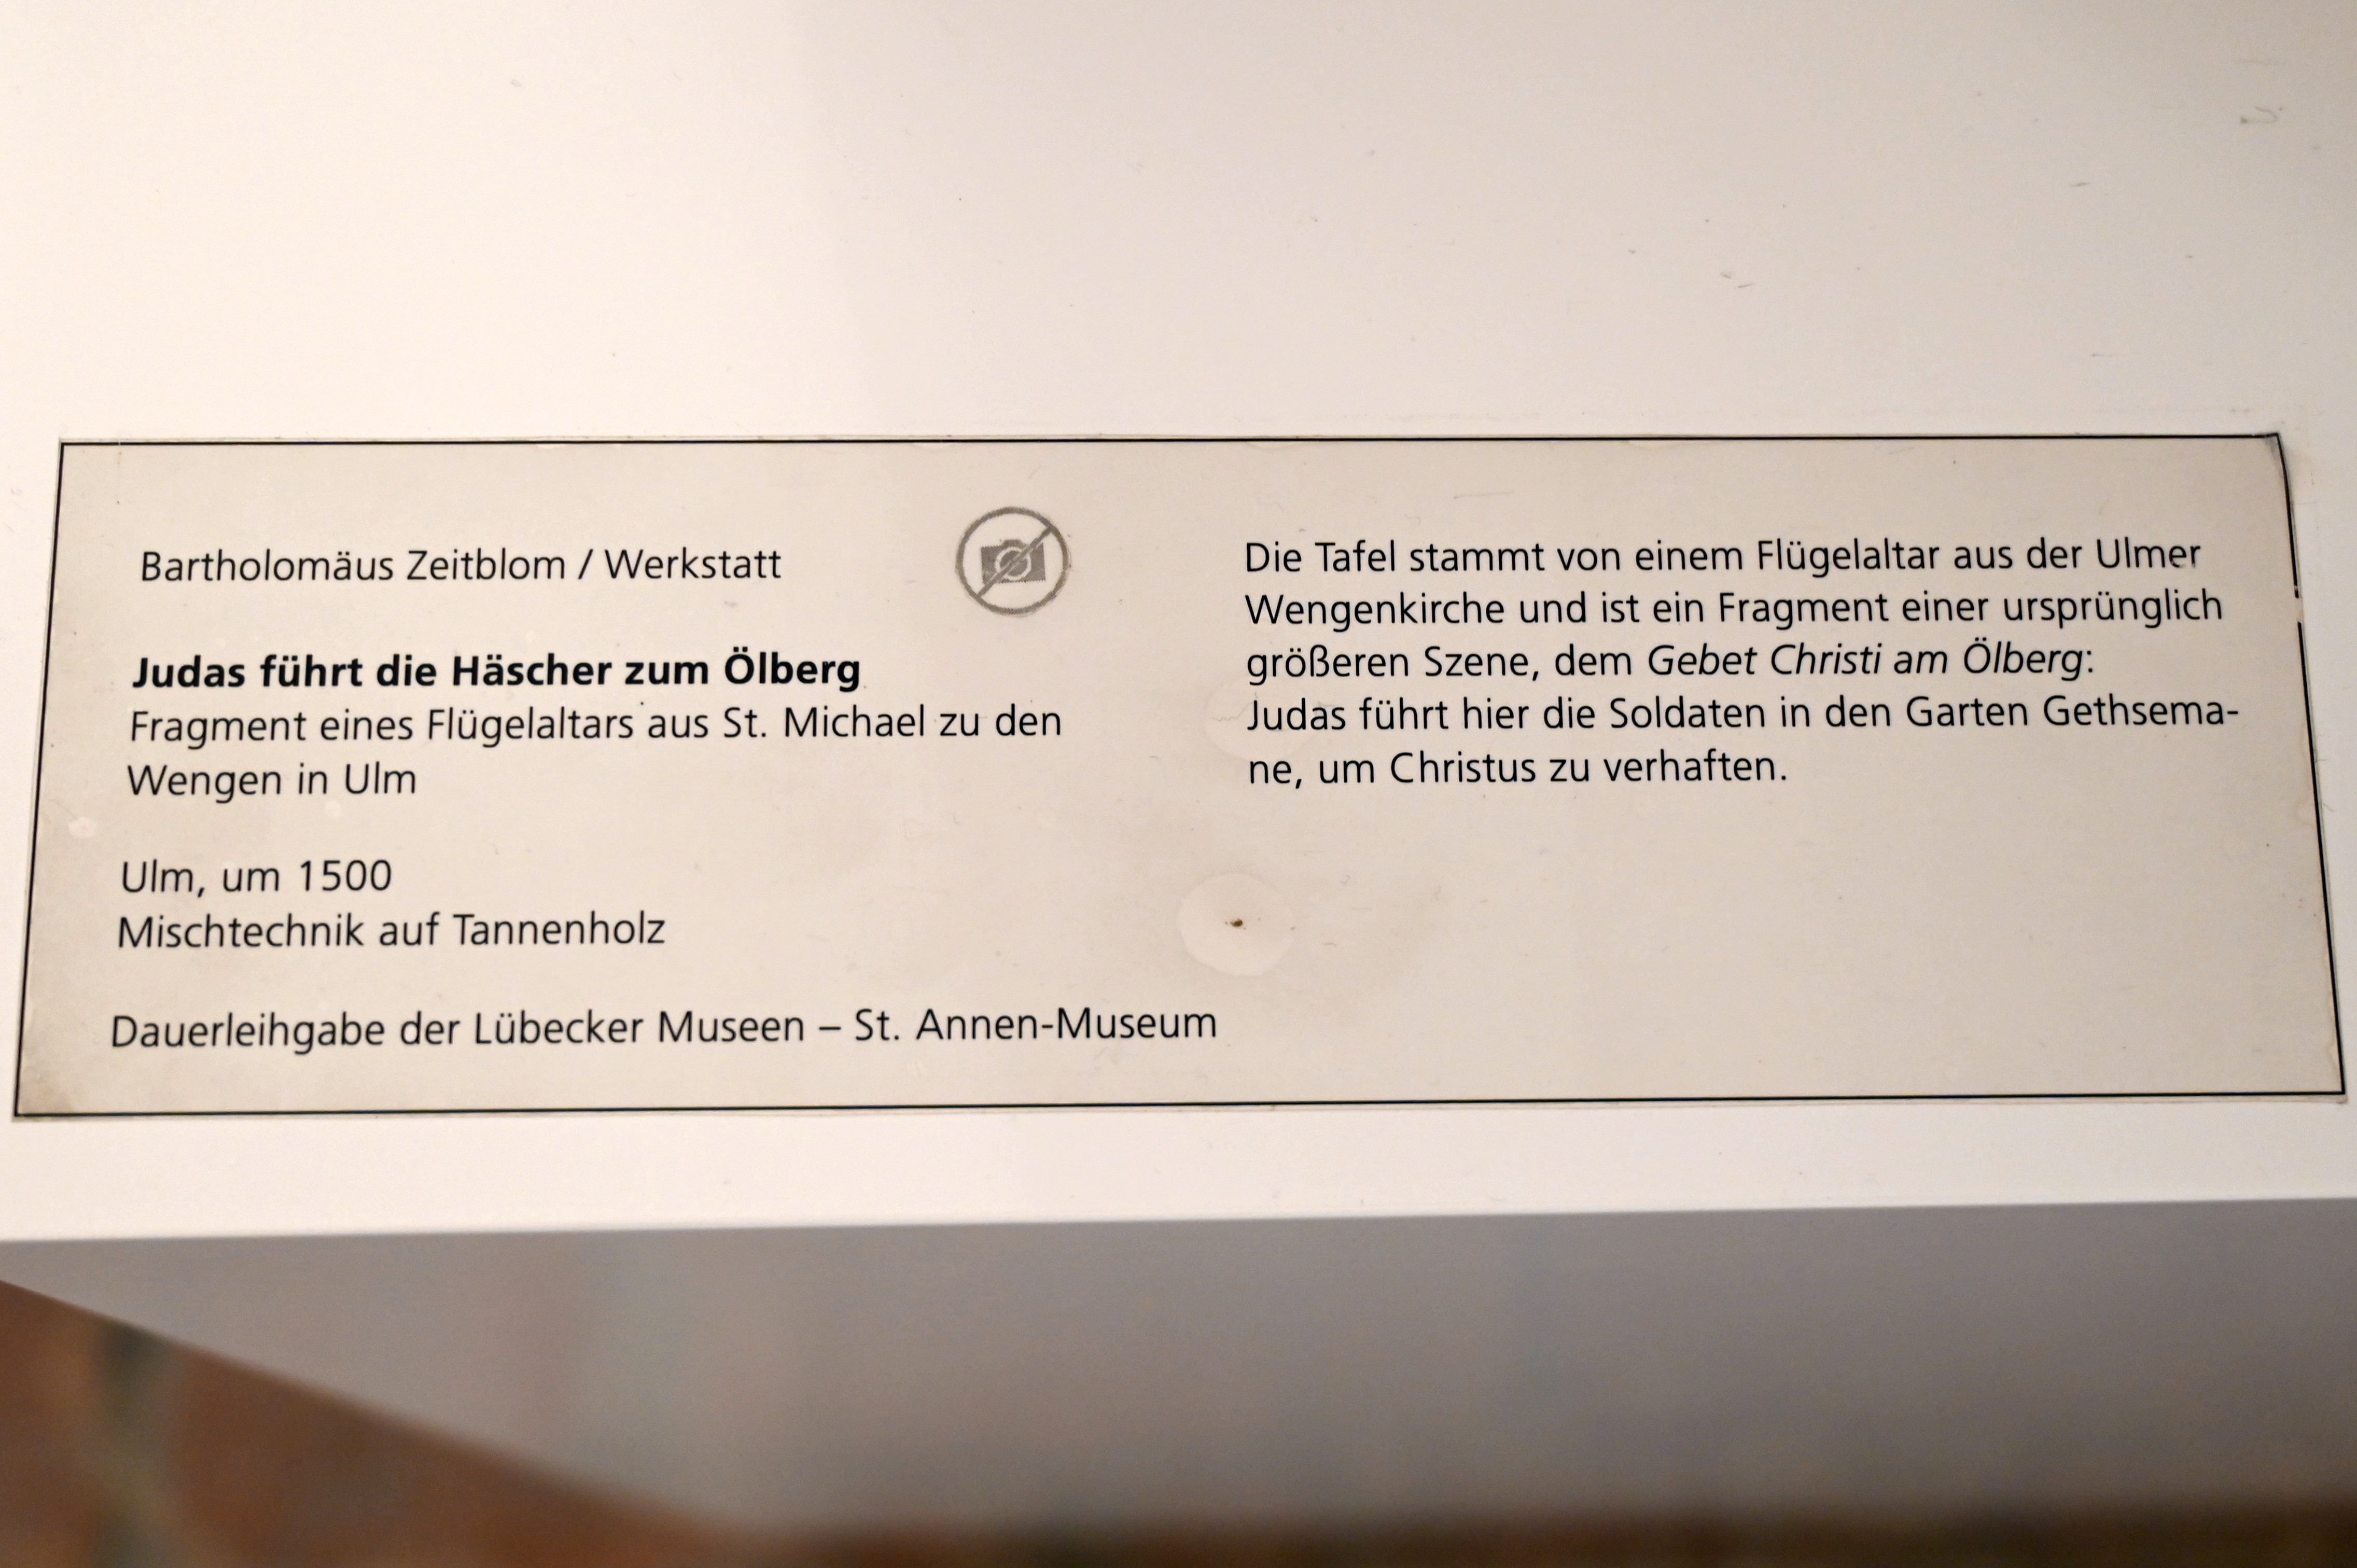 Bartholomäus Zeitblom / Werkstatt
Judas führt die Häscher zum Ölberg
Fragment eines Flügelaltars aus St. Michael zu den
Wengen in Ulm
Ulm, um 1500
Mischtechnik auf Tannenholz
Dauerleihgabe der Lübecker Museen – St. Annen-Museum
Die Tafel stammt von einem Flügelaltar aus der Ulmer
Wengenkirche und ist ein Fragment einer ursprünglich
größeren Szene, dem Gebet Christi am Ölberg:
Judas führt hier die Soldaten in den Garten Gethsema-
ne, um Christus zu verhaften.